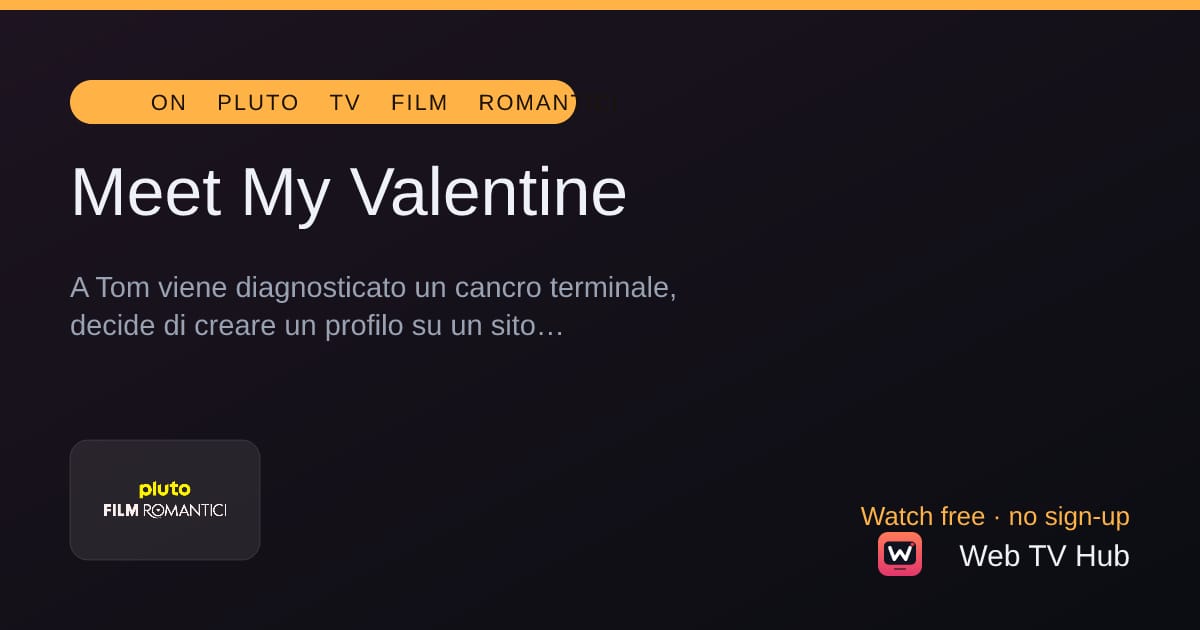 ON PLUTO TV FILM ROMANTICI
Meet My Valentine
A Tom viene diagnosticato un cancro terminale,
decide di creare un profilo su un sito…
pluto
FILM ROMANTICI
Watch free · no sign-up
W
Web TV Hub